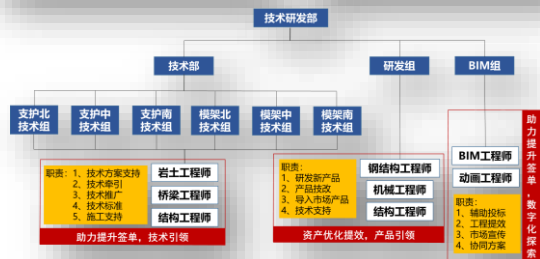 技术研发部
技术部
研发组
BIM组
支护北
技术组
支护中
技术组
支护南
技术组
模架北
技术组
模架中
技术组
模架南
技术组
职责：1、技术方案支持
2、技术牵引
3、技术推广
4、技术标准
5、施工支持
岩土工程师
桥梁工程师
结构工程师
助力提升签单，技术引领
职责：
1、研发新产品
2、产品技改
3、导入市场产品
4、技术支持
钢结构工程师
机械工程师
结构工程师
资产优化提效，产品引领
BIM工程师
动画工程师
职责：
1、辅助投标
2、工程提效
3、市场宣传
4、协同方案
助力提升签单，数字化探索